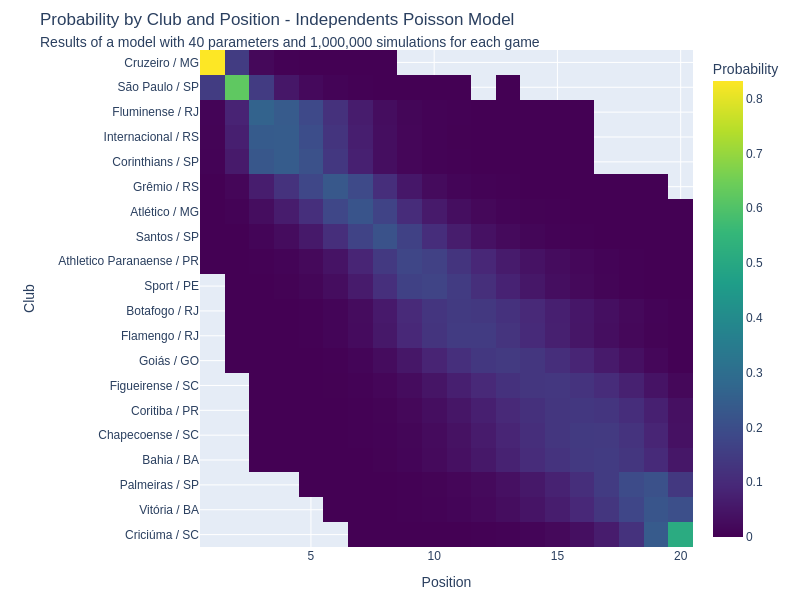 Probability by Club and Position - Independents Poisson Model
Results of a model with 40 parameters and 1,000,000 simulations for each game
Probability
Cruzeiro / MG
São Paulo / SP
Fluminense / RJ
Internacional / RS
Corinthians / SP
Grêmio / RS
Atlético / MG
Santos / SP
Athletico Paranaense / PR
Sport / PE
Botafogo / RJ
Flamengo / RJ
Goiás / GO
Figueirense / SC
Coritiba / PR
Chapecoense / SC
Bahia / BA
Palmeiras / SP
Vitória / BA
Criciúma / SC
Club
5
10
15
20
Position
0.8
0.7
0.6
0.5
0.4
0.3
0.2
0.1
0